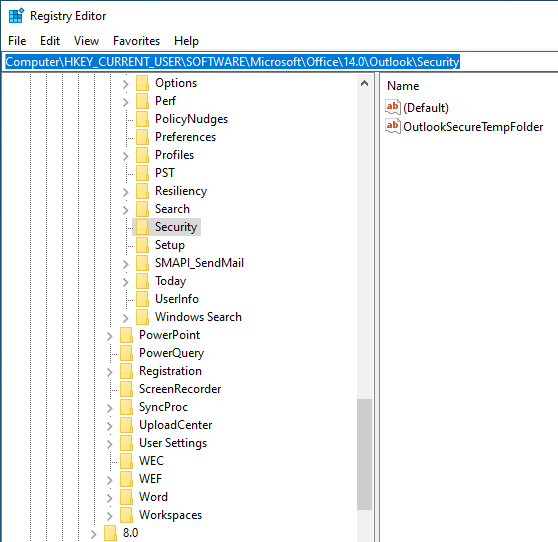 Registry Editor
File Edit View Favorites Help
Computer\HKEY_CURRENT_USER\SOFTWARE\Microsoft\Office\14.0\Outlook\Security
Options
Perf
PolicyNudges
Preferences
Profiles
PST
Resiliency
Search
Security
Setup
SMAPI_SendMail
Today
UserInfo
Windows Search
PowerPoint
PowerQuery
Registration
ScreenRecorder
SyncProc
UploadCenter
User Settings
WEC
WEF
Word
Workspaces
8.0
Name
ab (Default)
ab OutlookSecureTempFolder